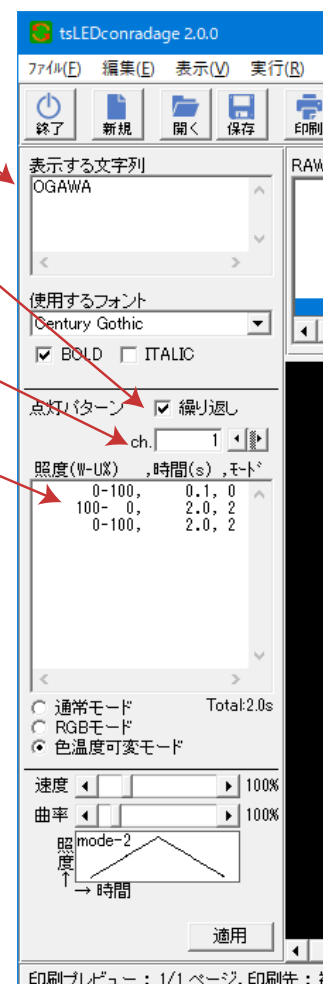 tsLEDconradage 2.0.0
ファイル(F) 編集(E) 表示(V) 実行(R)
終了 新規 開く 保存 印刷
表示する文字列
RAW
OGAWA
使用するフォント
Century Gothic
BOLD ITALIC
点灯パターン 繰り返し
ch. 1
照度(W-U%) ,時間(s) ,モード
0-100, 0.1, 0
100- 0, 2.0, 2
0-100, 2.0, 2
通常モード Total:2.0s
RGBモード
色温度可変モード
速度 100%
曲率 100%
照度↑ mode-2
→ 時間
適用
印刷プレビュー : 1/1 ページ, 印刷先 :